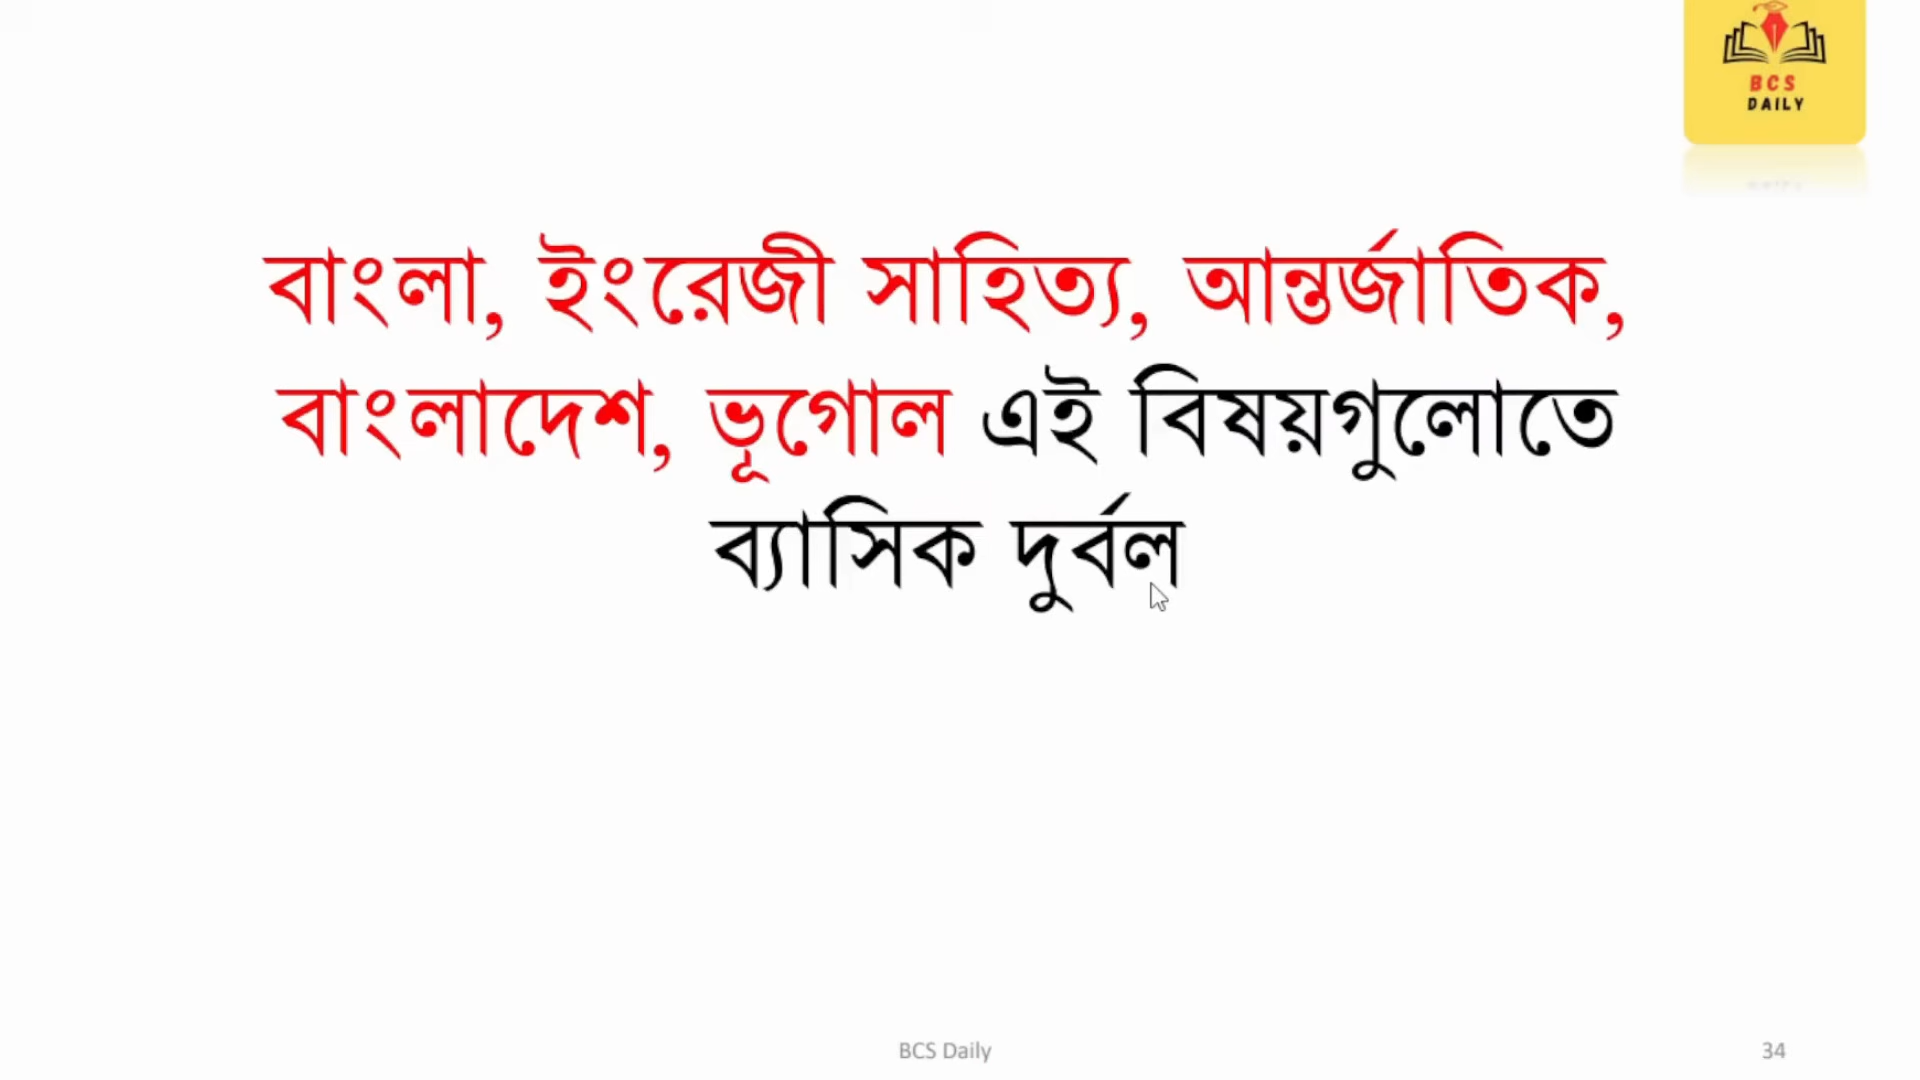 BCS
DAILY
বাংলা, ইংরেজী সাহিত্য, আন্তর্জাতিক,
বাংলাদেশ, ভূগোল এই বিষয়গুলোতে
ব্যাসিক দুর্বল
BCS Daily
34